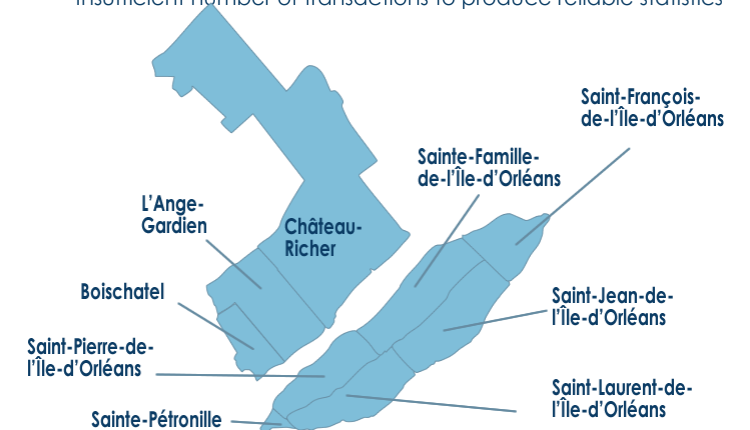 Insufficient number of transactions to produce reliable statistics
Saint-François-
de-l'Île-d'Orléans
Sainte-Famille-
de-l'Île-d'Orléans
L'Ange-
Gardien
Château-
Richer
Boischatel
Saint-Jean-de-
l'Île-d'Orléans
Saint-Pierre-de-
l'Île-d'Orléans
Saint-Laurent-de-
l'Île-d'Orléans
Sainte-Pétronille